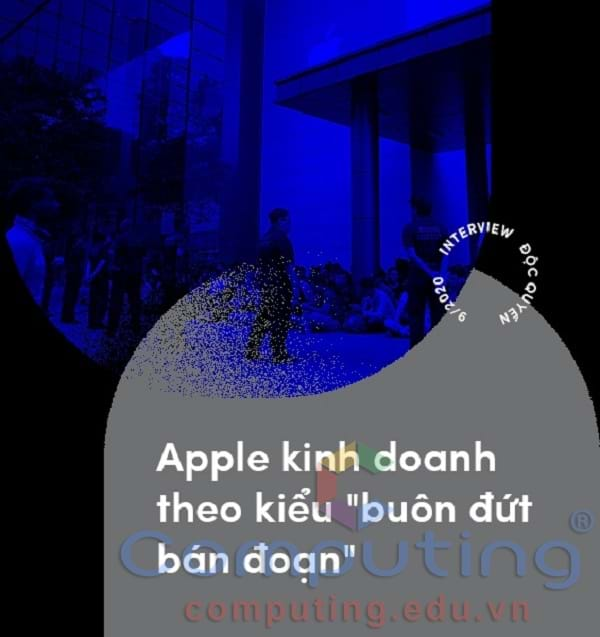 9/2020 INTERVIEW ĐỘC QUYỀN
Apple kinh doanh
theo kiểu "buôn đứt
bán đoạn"
Computing®
computing.edu.vn